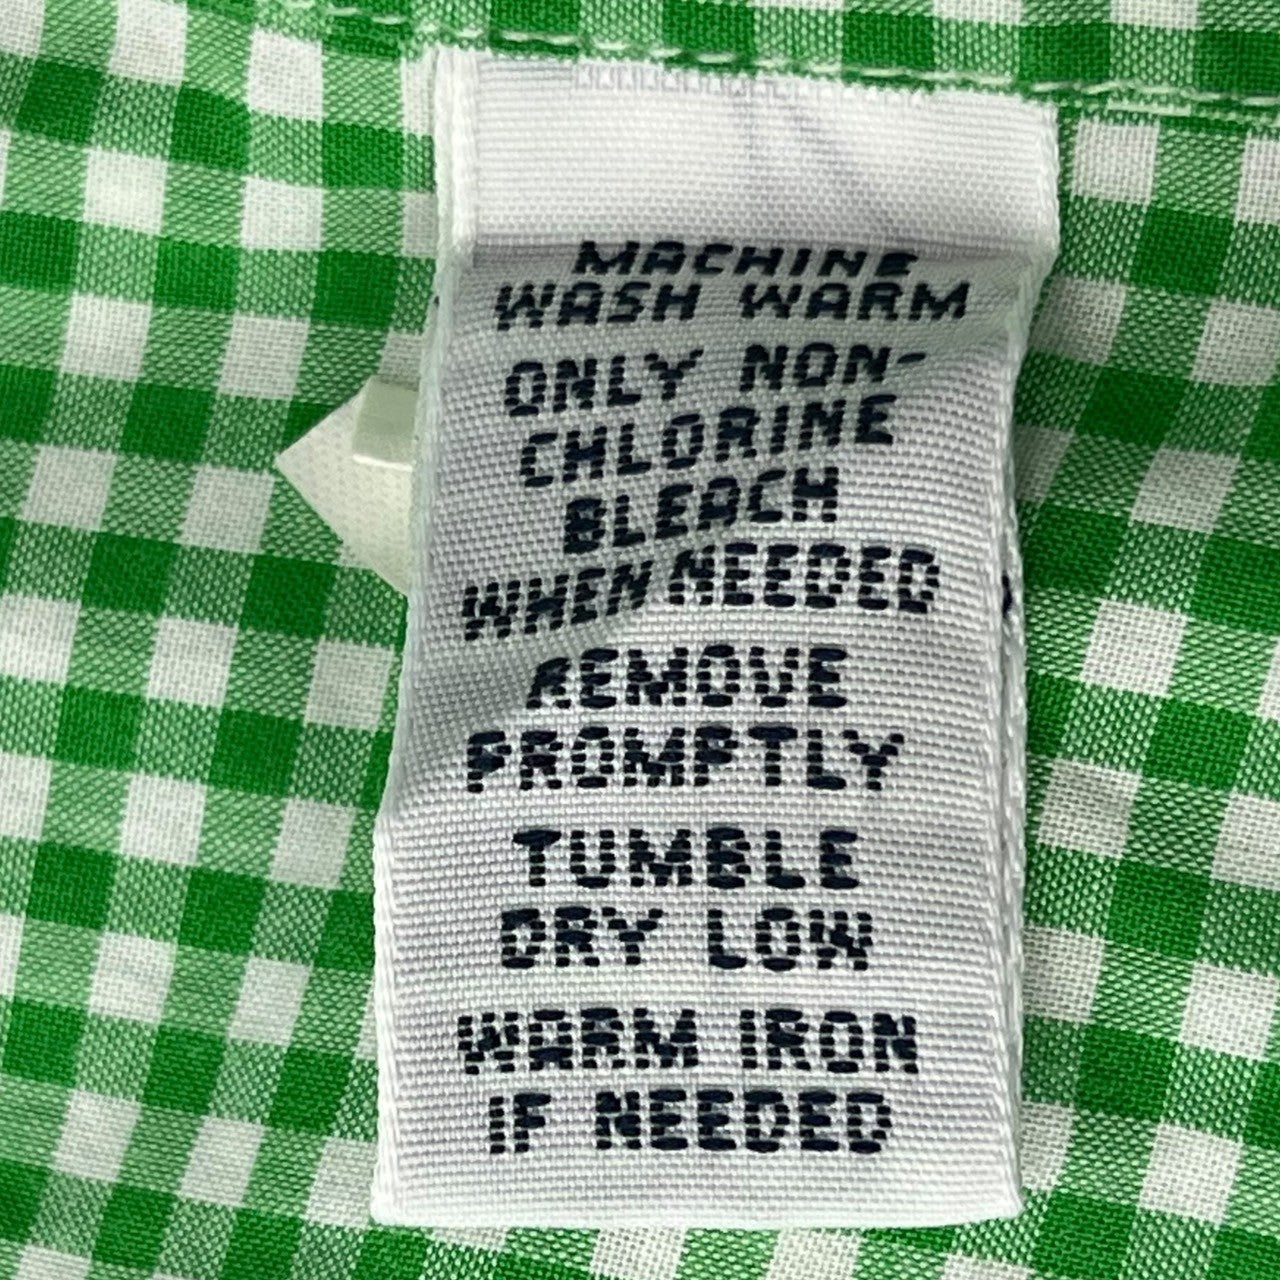 MACHINE
WASH WARM
ONLY NON-
CHLORINE
BLEACH
WHEN NEEDED
REMOVE
PROMPTLY
TUMBLE
DRY LOW
WARM IRON
IF NEEDED